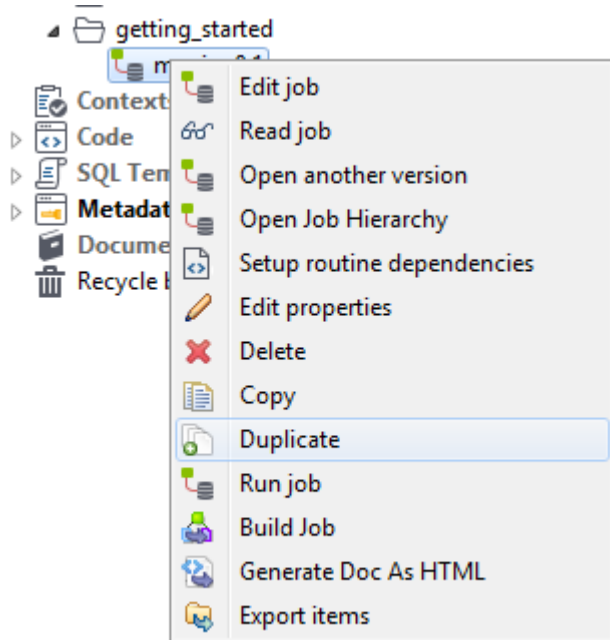 getting_started
Edit job
Contexts
Read job
Code
Open another version
SQL Tem
Open Job Hierarchy
Metadat
Setup routine dependencies
Docume
Edit properties
Recycle
Delete
Copy
Duplicate
Run job
Build Job
Generate Doc As HTML
Export items